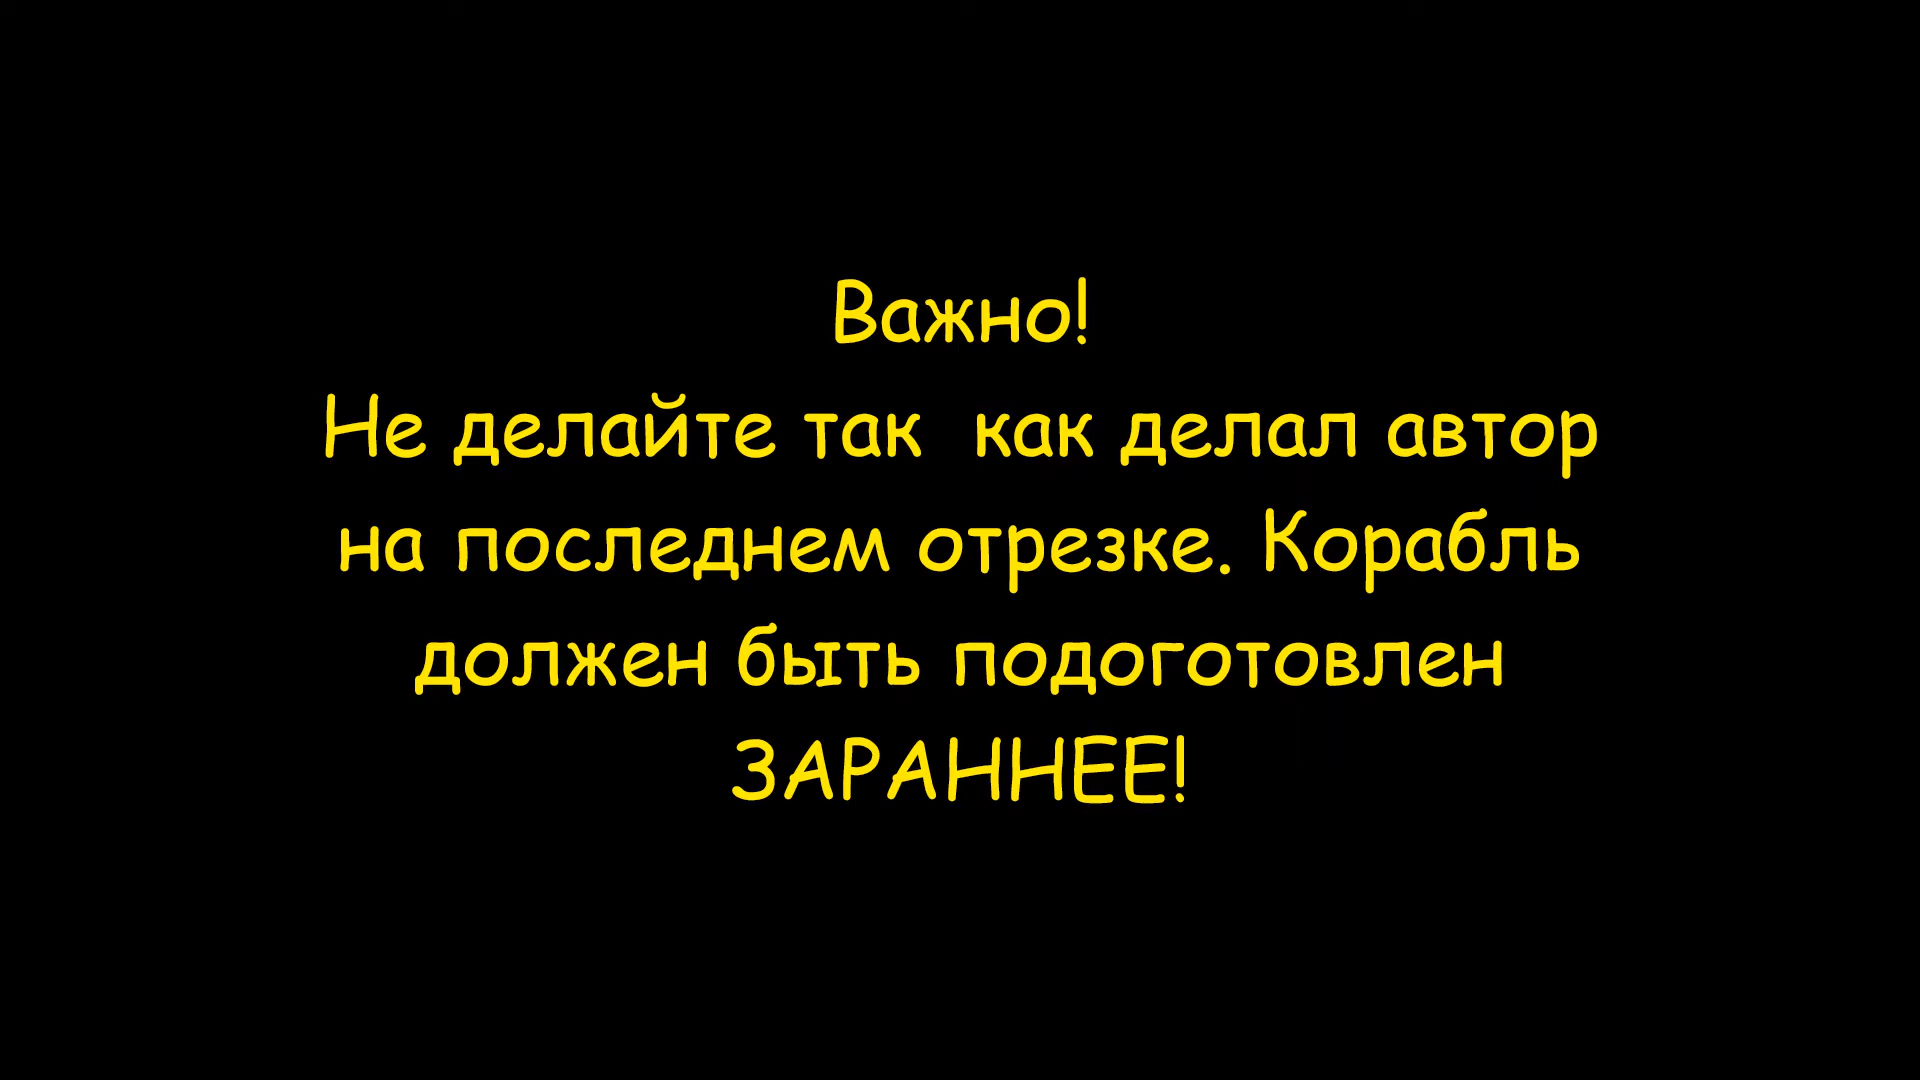 Важно!
Не делайте так  как делал автор
на последнем отрезке. Корабль
должен быть подоготовлен
ЗАРАННЕЕ!